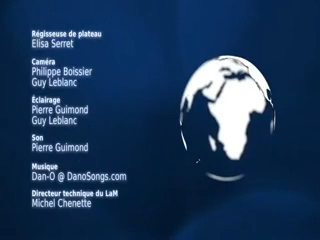 Régisseuse de plateau
Elisa Serret
Caméra
Philippe Boissier
Guy Leblanc
Éclairage
Pierre Guimond
Guy Leblanc
Son
Pierre Guimond
Musique
Dan-O @ DanoSongs.com
Directeur technique du LaM
Michel Chenette